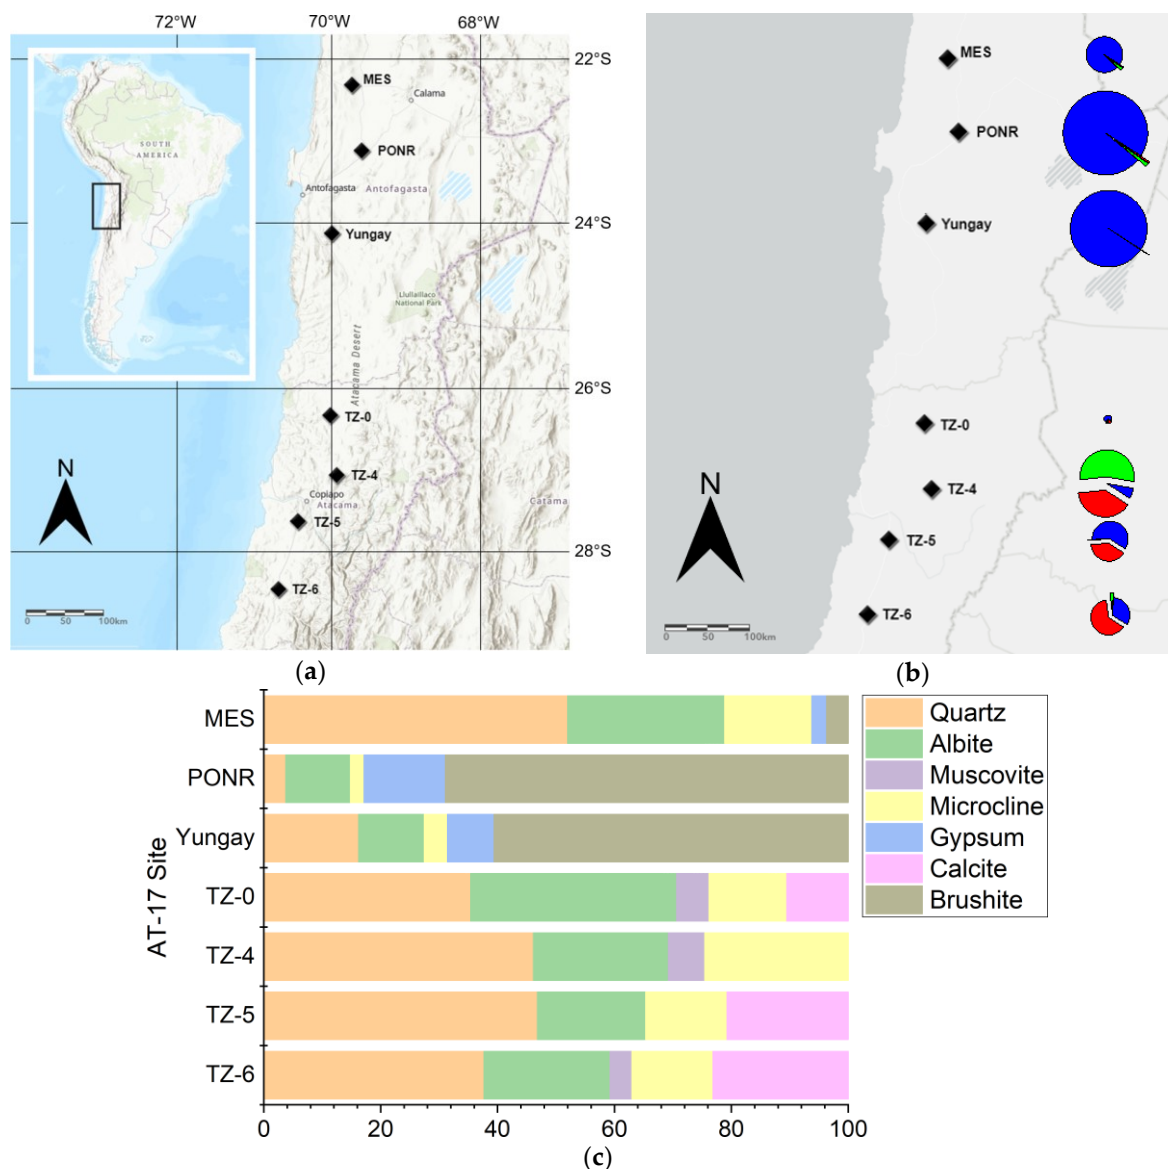 72°W 70°W 68°W
22°S
24°S
26°S
28°S
SOUTH
AMERICA
MES
Calama
PONR
Antofagasta
Antofagasta
Yungay
Llullaillaco
National Park
Atacama Desert
TZ-0
TZ-4
Copiapo
Atacama
Catama
TZ-5
TZ-6
N
0 50 100km
(a)
MES
PONR
Yungay
TZ-0
TZ-4
TZ-5
TZ-6
N
0 50 100km
(b)
AT-17 Site
MES
PONR
Yungay
TZ-0
TZ-4
TZ-5
TZ-6
0 20 40 60 80 100
Quartz
Albite
Muscovite
Microcline
Gypsum
Calcite
Brushite
(c)